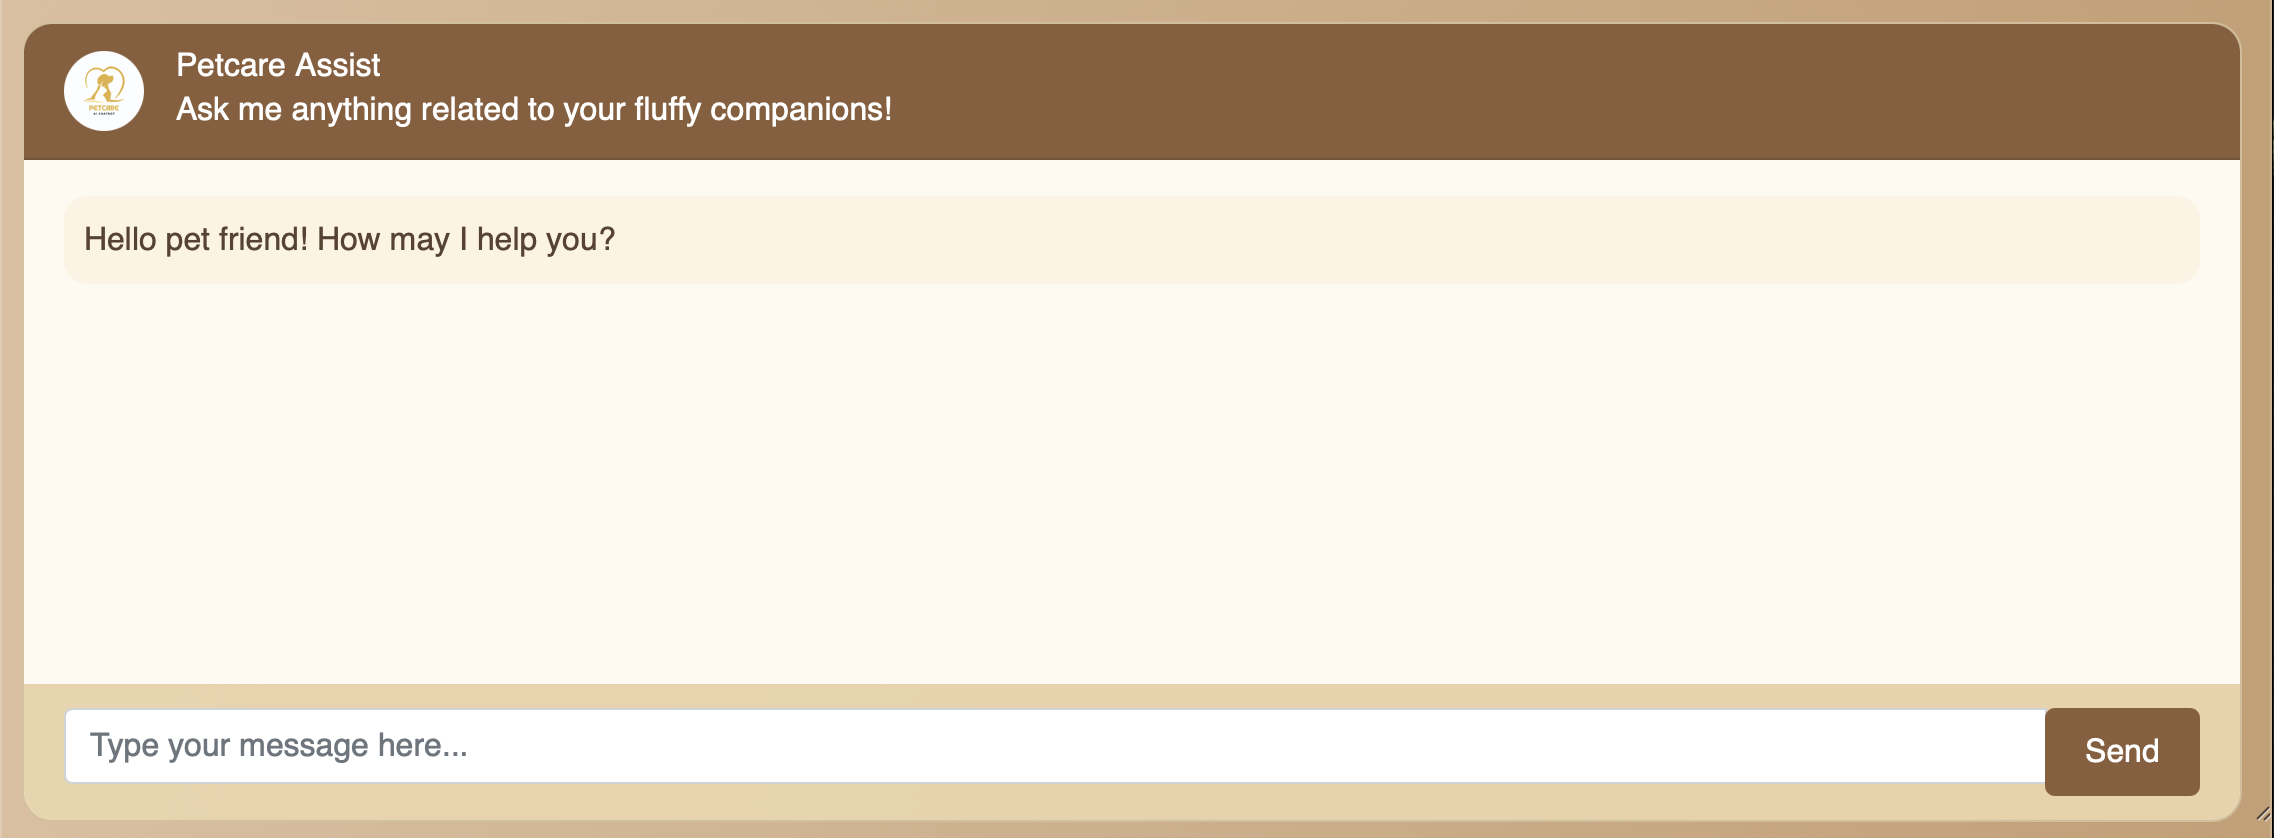 PETCARE
AI CHATBOT
Petcare Assist
Ask me anything related to your fluffy companions!
Hello pet friend! How may I help you?
Type your message here...
Send